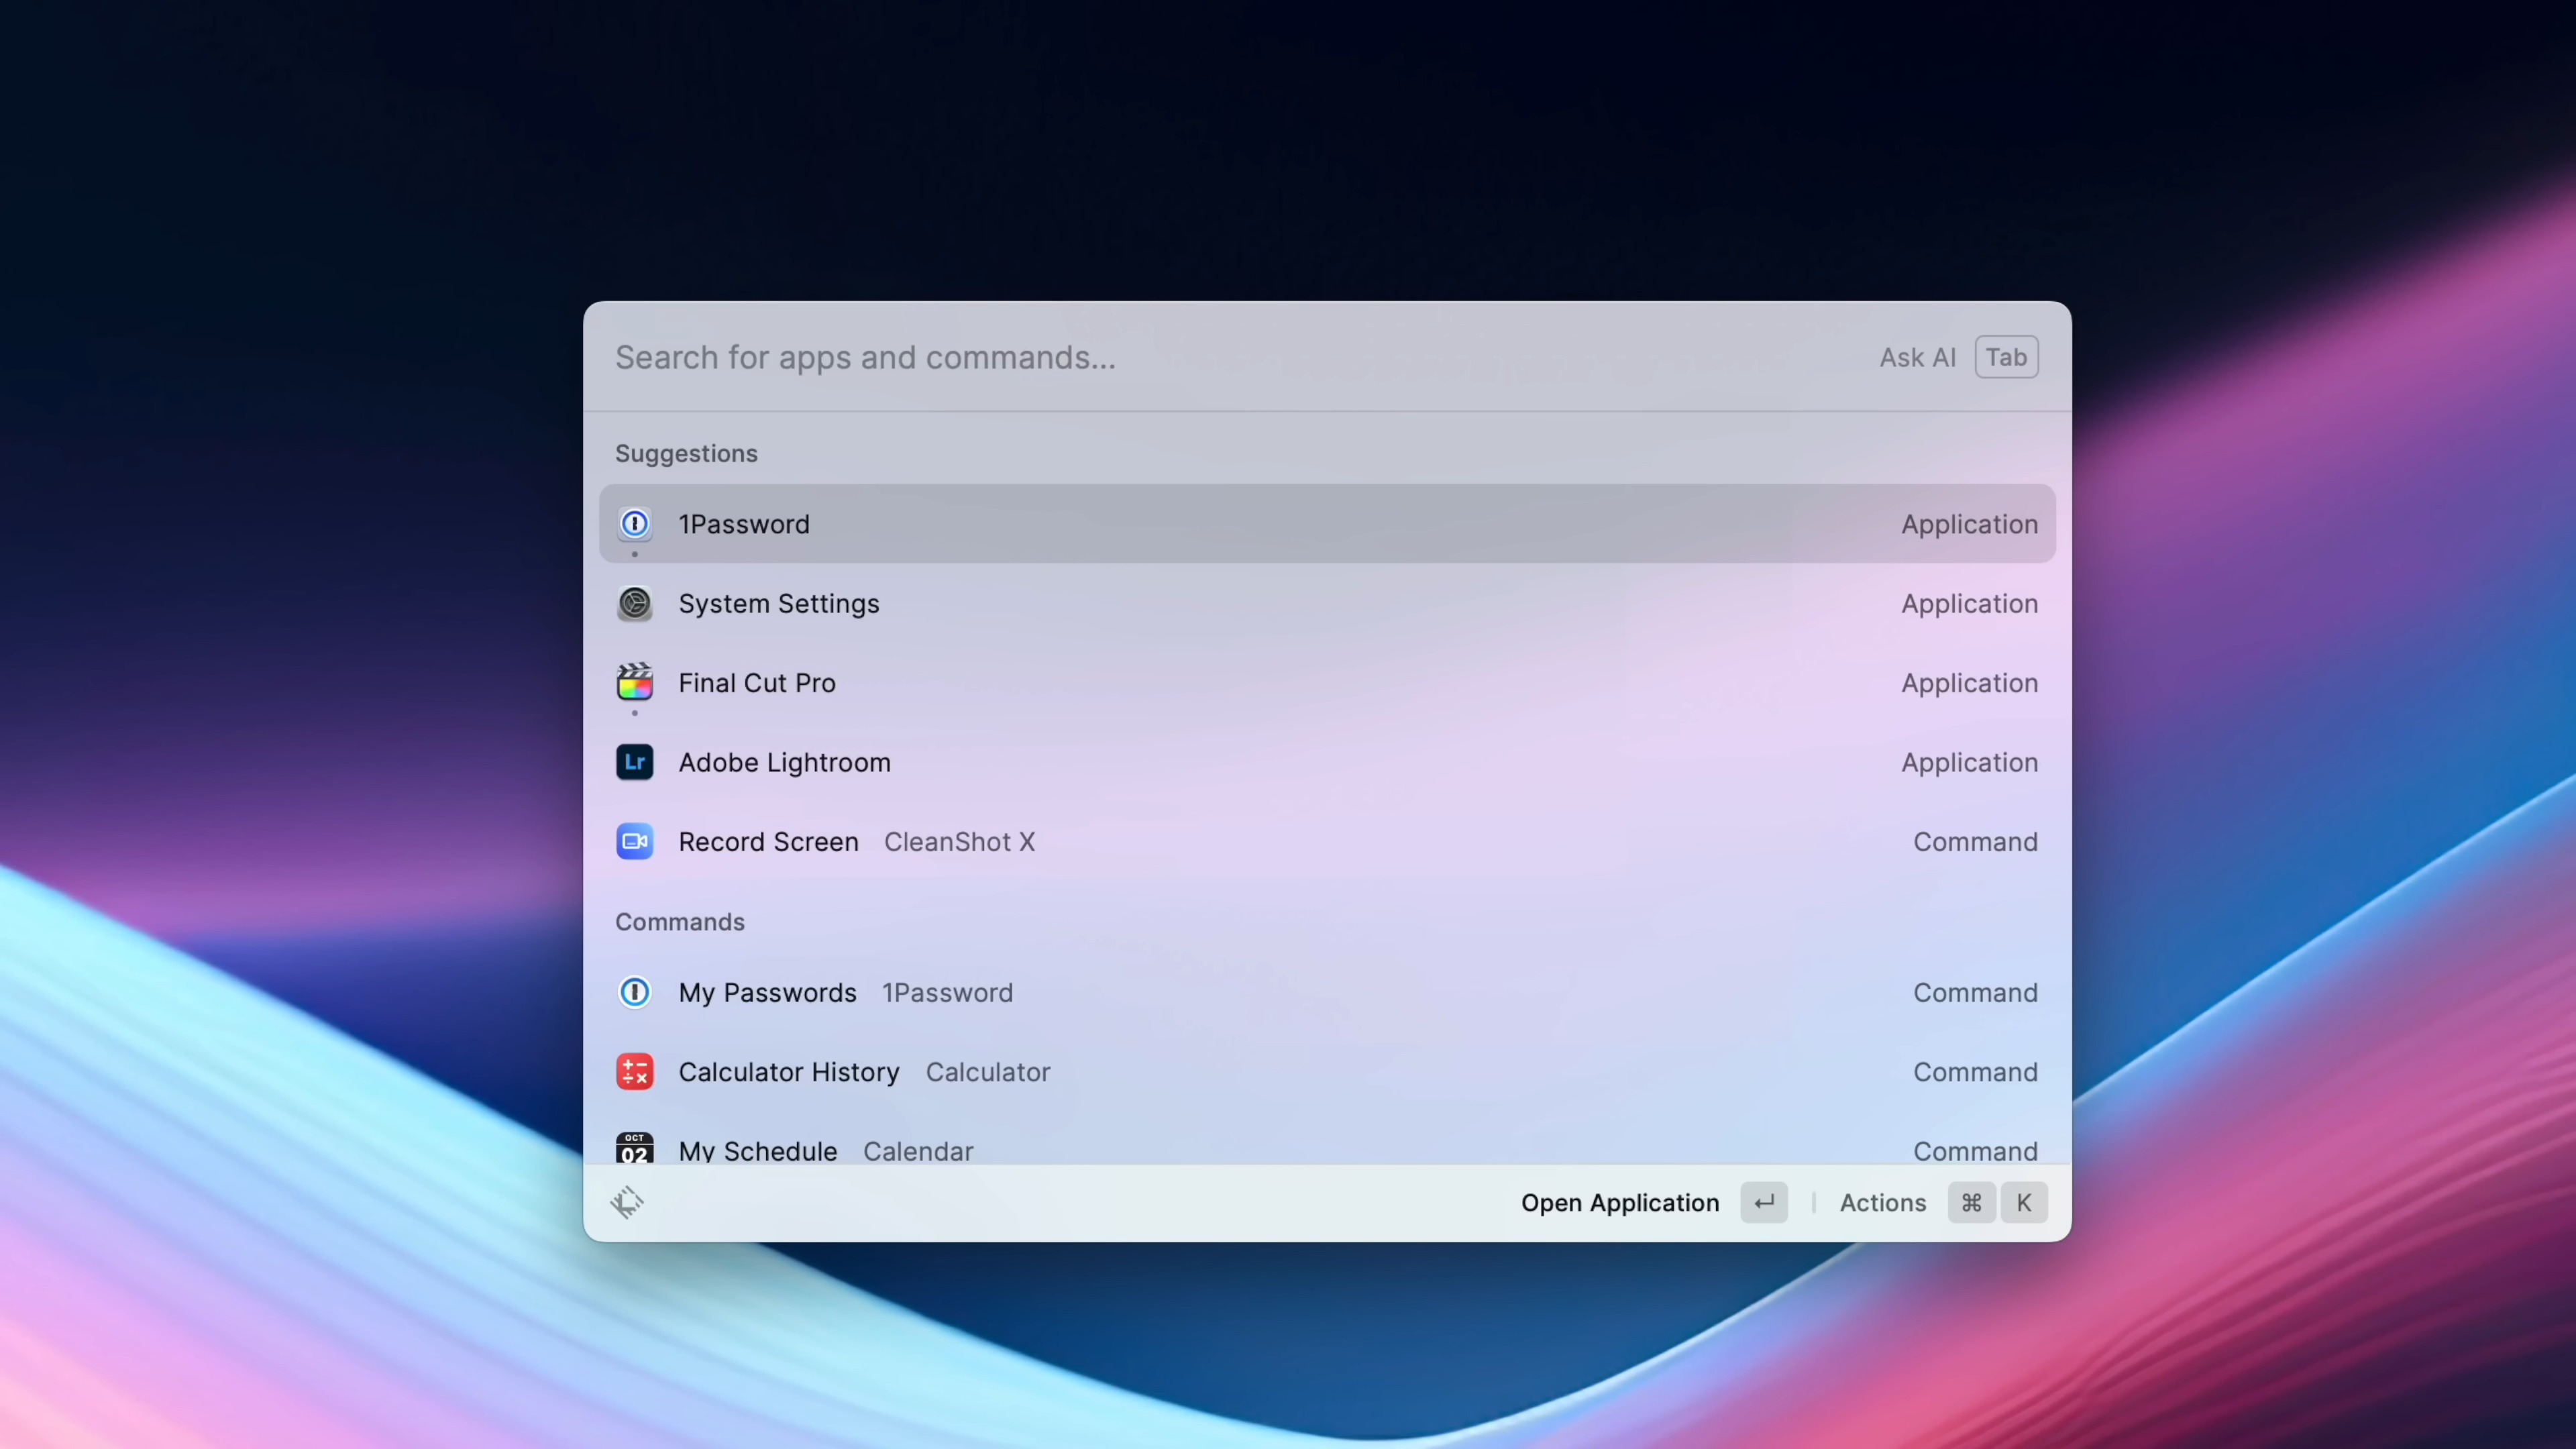 Search for apps and commands... Ask AI Tab
Suggestions
1Password Application
System Settings Application
Final Cut Pro Application
Lr Adobe Lightroom Application
Record Screen CleanShot X Command
Commands
My Passwords 1Password Command
Calculator History Calculator Command
OCT
02 My Schedule Calendar Command
Open Application ↵ | Actions ⌘ K